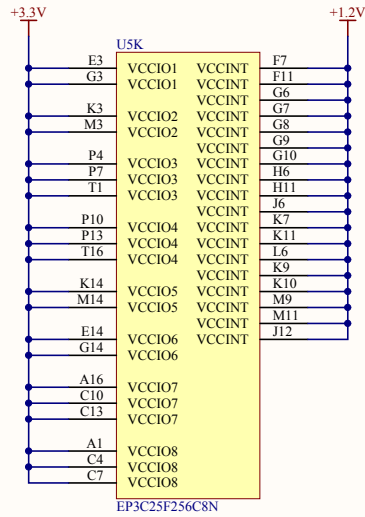 +3.3V +1.2V
U5K
E3 VCCIO1 VCCINT F7
G3 VCCIO1 VCCINT F11
VCCINT G6
K3 VCCIO2 VCCINT G7
M3 VCCIO2 VCCINT G8
VCCINT G9
P4 VCCIO3 VCCINT G10
P7 VCCIO3 VCCINT H6
T1 VCCIO3 VCCINT H11
VCCINT J6
P10 VCCIO4 VCCINT K7
P13 VCCIO4 VCCINT K11
T16 VCCIO4 VCCINT L6
VCCINT K9
K14 VCCIO5 VCCINT K10
M14 VCCIO5 VCCINT M9
VCCINT M11
E14 VCCIO6 VCCINT J12
G14 VCCIO6
A16 VCCIO7
C10 VCCIO7
C13 VCCIO7
A1 VCCIO8
C4 VCCIO8
C7 VCCIO8
EP3C25F256C8N